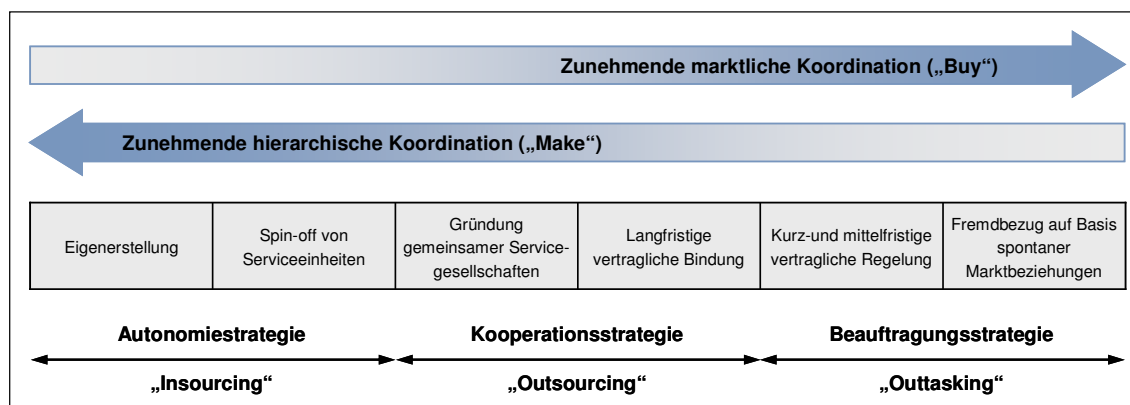 Zunehmende marktliche Koordination („Buy“)
Zunehmende hierarchische Koordination („Make“)
Eigenerstellung
Spin-off von
Serviceeinheiten
Gründung
gemeinsamer Service-
gesellschaften
Langfristige
vertragliche Bindung
Kurz-und mittelfristige
vertragliche Regelung
Fremdbezug auf Basis
spontaner
Marktbeziehungen
Autonomiestrategie
Kooperationsstrategie
Beauftragungsstrategie
„Insourcing“
„Outsourcing“
„Outtasking“